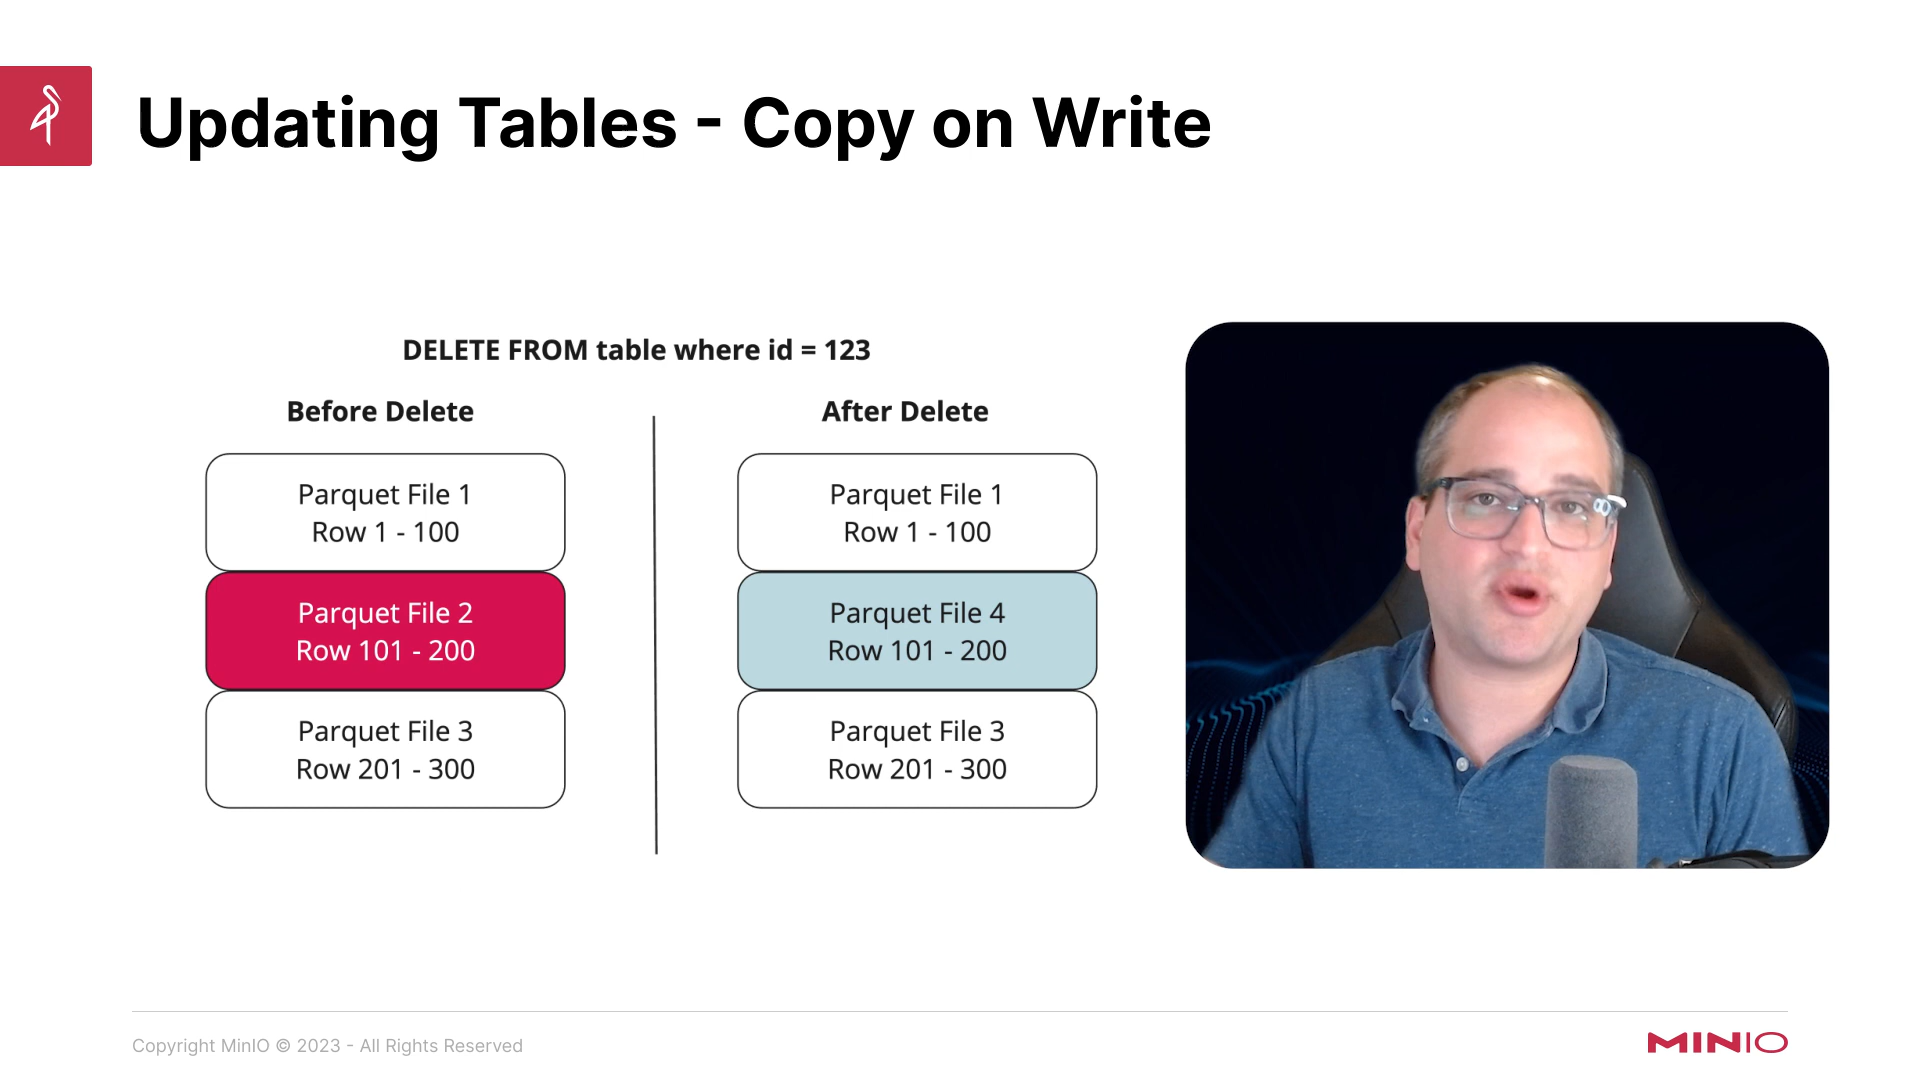 Updating Tables - Copy on Write
DELETE FROM table where id = 123
Before Delete
Parquet File 1
Row 1 - 100
Parquet File 2
Row 101 - 200
Parquet File 3
Row 201 - 300
After Delete
Parquet File 1
Row 1 - 100
Parquet File 4
Row 101 - 200
Parquet File 3
Row 201 - 300
Copyright MinIO © 2023 - All Rights Reserved
MINIO